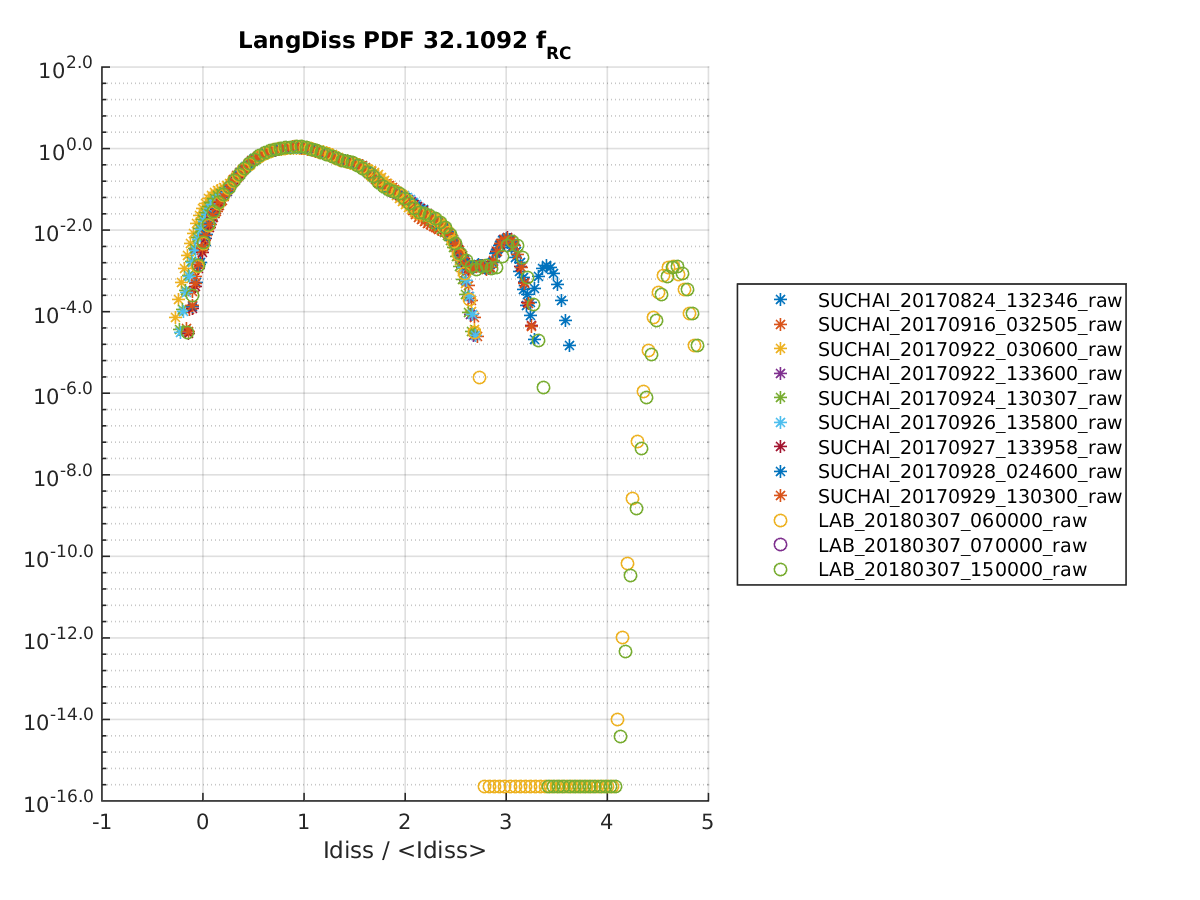 LangDiss PDF 32.1092 f_RC
10^2.0
10^0.0
10^-2.0
10^-4.0
10^-6.0
10^-8.0
10^-10.0
10^-12.0
10^-14.0
10^-16.0
-1 0 1 2 3 4 5
Idiss / <Idiss>
SUCHAI_20170824_132346_raw
SUCHAI_20170916_032505_raw
SUCHAI_20170922_030600_raw
SUCHAI_20170922_133600_raw
SUCHAI_20170924_130307_raw
SUCHAI_20170926_135800_raw
SUCHAI_20170927_133958_raw
SUCHAI_20170928_024600_raw
SUCHAI_20170929_130300_raw
LAB_20180307_060000_raw
LAB_20180307_070000_raw
LAB_20180307_150000_raw